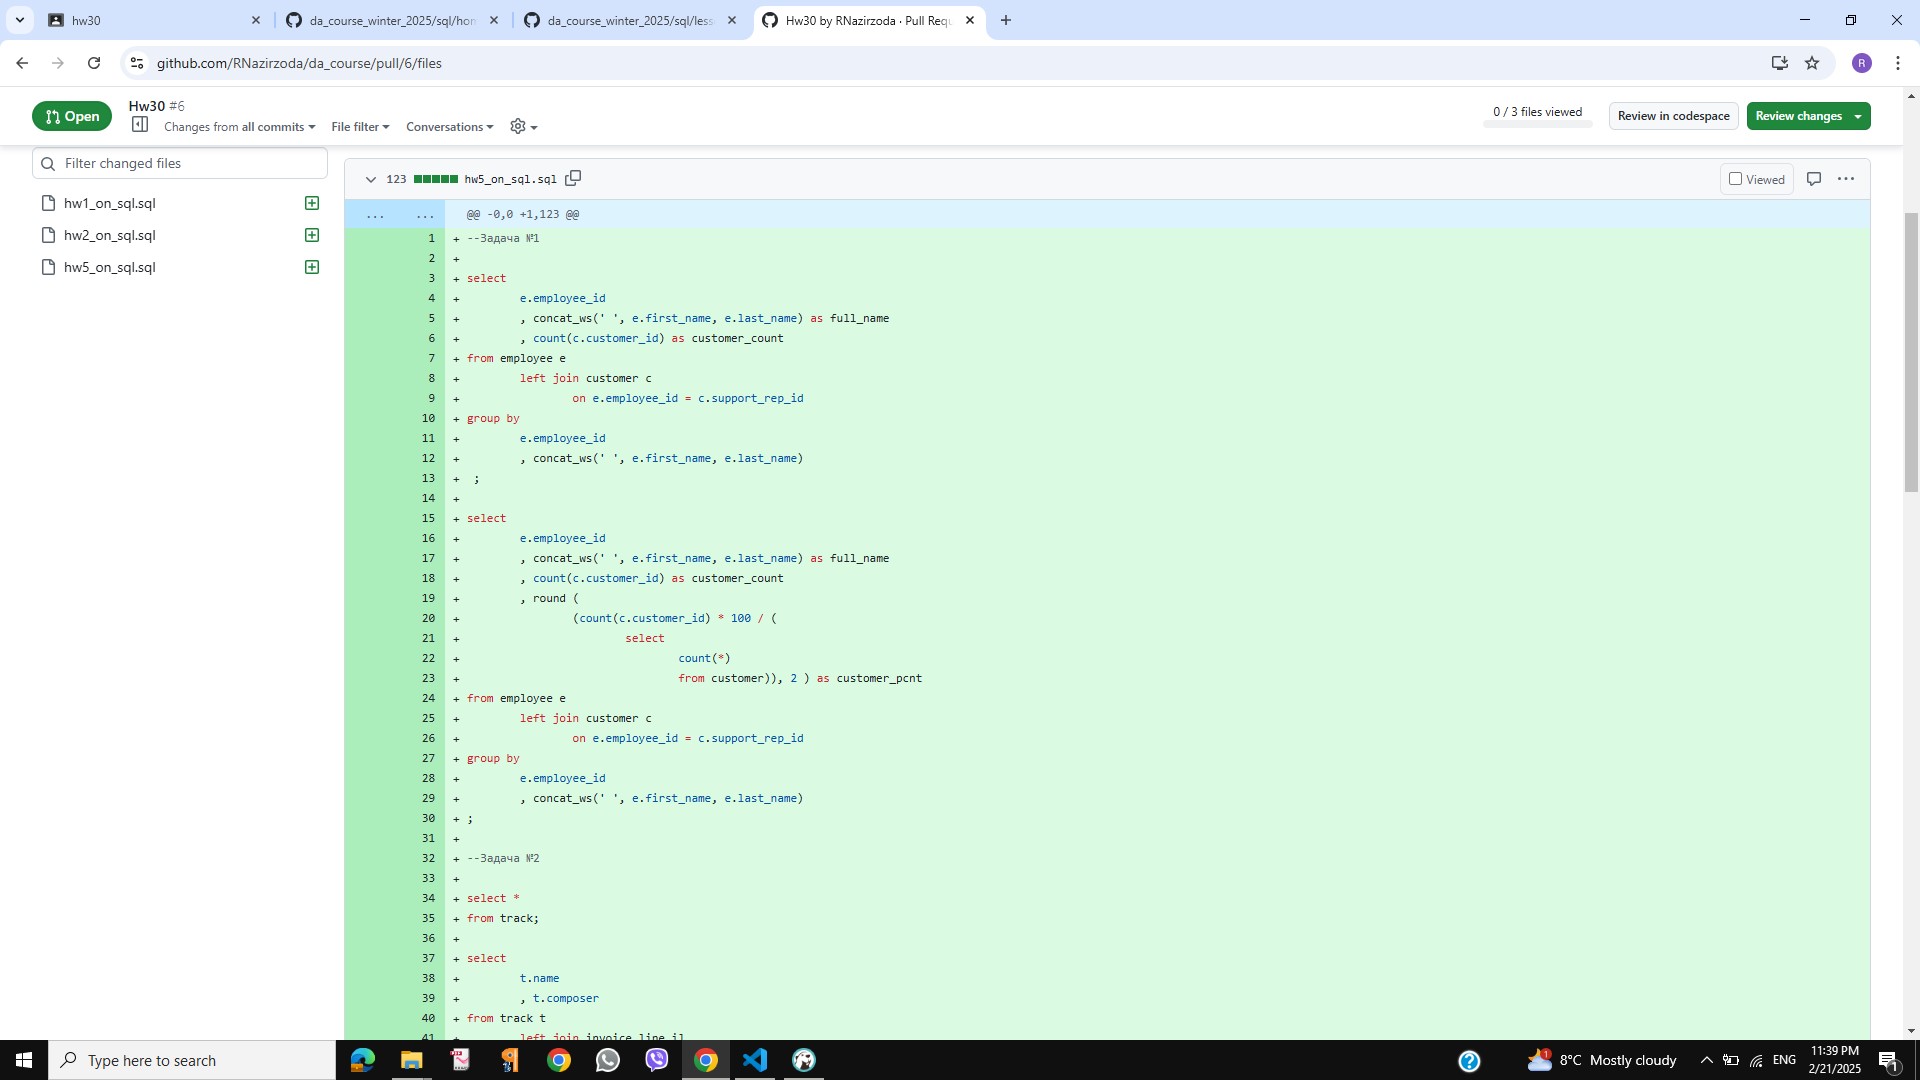 hw30
da_course_winter_2025/sql/hom
da_course_winter_2025/sql/less
Hw30 by RNazirzoda · Pull Requ
github.com/RNazirzoda/da_course/pull/6/files
R
Open
Hw30 #6
Changes from all commits
File filter
Conversations
0 / 3 files viewed
Review in codespace
Review changes
Filter changed files
hw1_on_sql.sql
hw2_on_sql.sql
hw5_on_sql.sql
123 hw5_on_sql.sql
Viewed
... ... @@ -0,0 +1,123 @@
1 + --Задача №1
2 +
3 + select
4 + e.employee_id
5 + , concat_ws(' ', e.first_name, e.last_name) as full_name
6 + , count(c.customer_id) as customer_count
7 + from employee e
8 + left join customer c
9 + on e.employee_id = c.support_rep_id
10 + group by
11 + e.employee_id
12 + , concat_ws(' ', e.first_name, e.last_name)
13 + ;
14 +
15 + select
16 + e.employee_id
17 + , concat_ws(' ', e.first_name, e.last_name) as full_name
18 + , count(c.customer_id) as customer_count
19 + , round (
20 + (count(c.customer_id) * 100 / (
21 + select
22 + count(*)
23 + from customer)), 2 ) as customer_pcnt
24 + from employee e
25 + left join customer c
26 + on e.employee_id = c.support_rep_id
27 + group by
28 + e.employee_id
29 + , concat_ws(' ', e.first_name, e.last_name)
30 + ;
31 +
32 + --Задача №2
33 +
34 + select *
35 + from track;
36 +
37 + select
38 + t.name
39 + , t.composer
40 + from track t
41 + left join invoice_line il
Type here to search
1
8°C Mostly cloudy
ENG
11:39 PM
2/21/2025
1